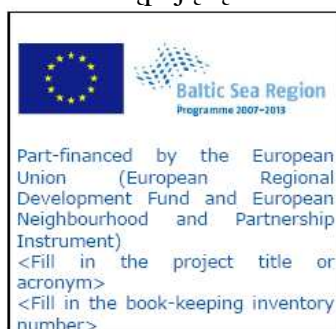 Baltic Sea Region
Programme 2007-2013
Part-financed by the European
Union (European Regional
Development Fund and European
Neighbourhood and Partnership
Instrument)
<Fill in the project title or
acronym>
<Fill in the book-keeping inventory
number>